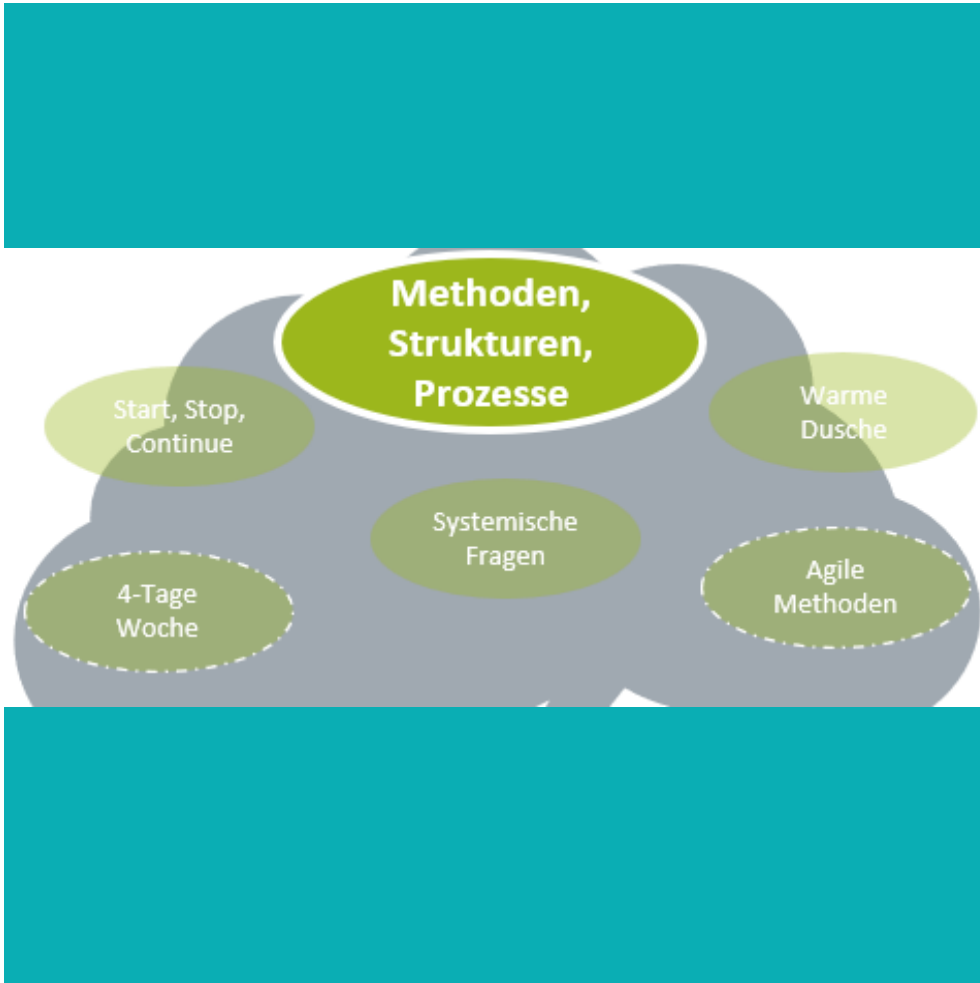 Methoden,
Strukturen,
Prozesse
Start, Stop,
Continue
Warme
Dusche
Systemische
Fragen
4-Tage
Woche
Agile
Methoden